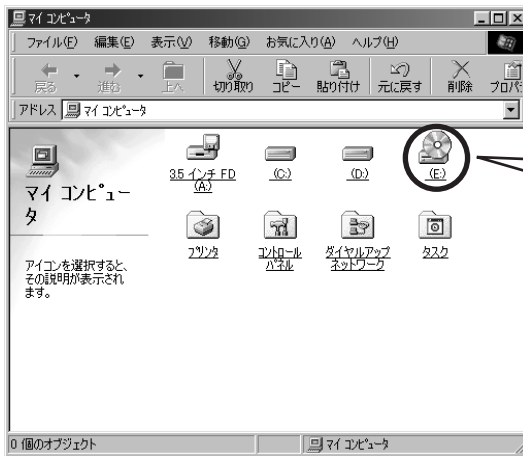 マイ コンピュータ
ファイル(F) 編集(E) 表示(V) 移動(G) お気に入り(A) ヘルプ(H)
戻る 進む 上へ 切り取り コピー 貼り付け 元に戻す 削除 プロパ
アドレス マイ コンピュータ
マイ コンピュー
タ
アイコンを選択すると、
その説明が表示され
ます。
3.5 インチ FD
(A:)
(C:)
(D:)
(E:)
プリンタ
コントロール
パネル
ダイヤルアップ
ネットワーク
タスク
0 個のオブジェクト マイ コンピュータ